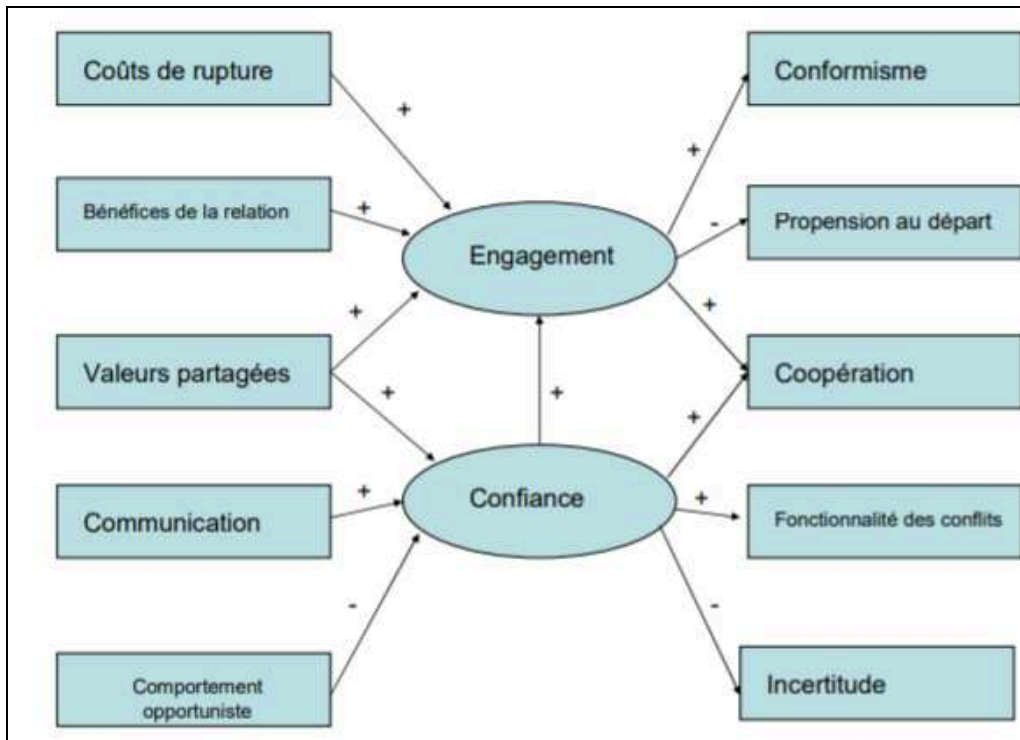 Coûts de rupture
Conformisme
+
+
Bénéfices de la relation
+
-
Propension au départ
Engagement
+
+
Valeurs partagées
Coopération
+
+
+
Communication
+
Confiance
+
Fonctionnalité des conflits
-
-
Comportement
opportuniste
Incertitude